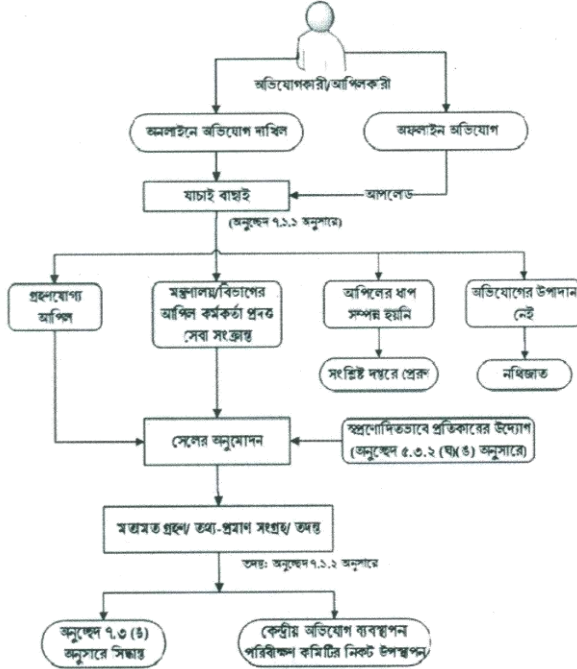 অভিযোগকারী/আপিলকারী
অনলাইনে অভিযোগ দাখিল
অফলাইন অভিযোগ
যাচাই বাছাই
আপলোড
(অনুচ্ছেদ ৭.১.১ অনুসারে)
গ্রহণযোগ্য
আপিল
মন্ত্রণালয়/বিভাগের
আপিল কর্মকর্তা প্রদত্ত
সেবা সংক্রান্ত
আপিলের ধাপ
সম্পন্ন হয়নি
অভিযোগের উপাদান
নেই
সংশ্লিষ্ট দপ্তরে প্রেরণ
নথিজাত
সেলের অনুমোদন
স্বপ্রণোদিতভাবে প্রতিকারের উদ্যোগ
(অনুচ্ছেদ ৫.৩.২ (ঘ)(ঙ) অনুসারে)
মতামত গ্রহণ/ তথ্য-প্রমাণ সংগ্রহ/ তদন্ত
তদন্ত: অনুচ্ছেদ ৭.১.২ অনুসারে
অনুচ্ছেদ ৭.৩ (ঙ)
অনুসারে সিদ্ধান্ত
কেন্দ্রীয় অভিযোগ ব্যবস্থাপনা
পরিবীক্ষণ কমিটির নিকট উপস্থাপন